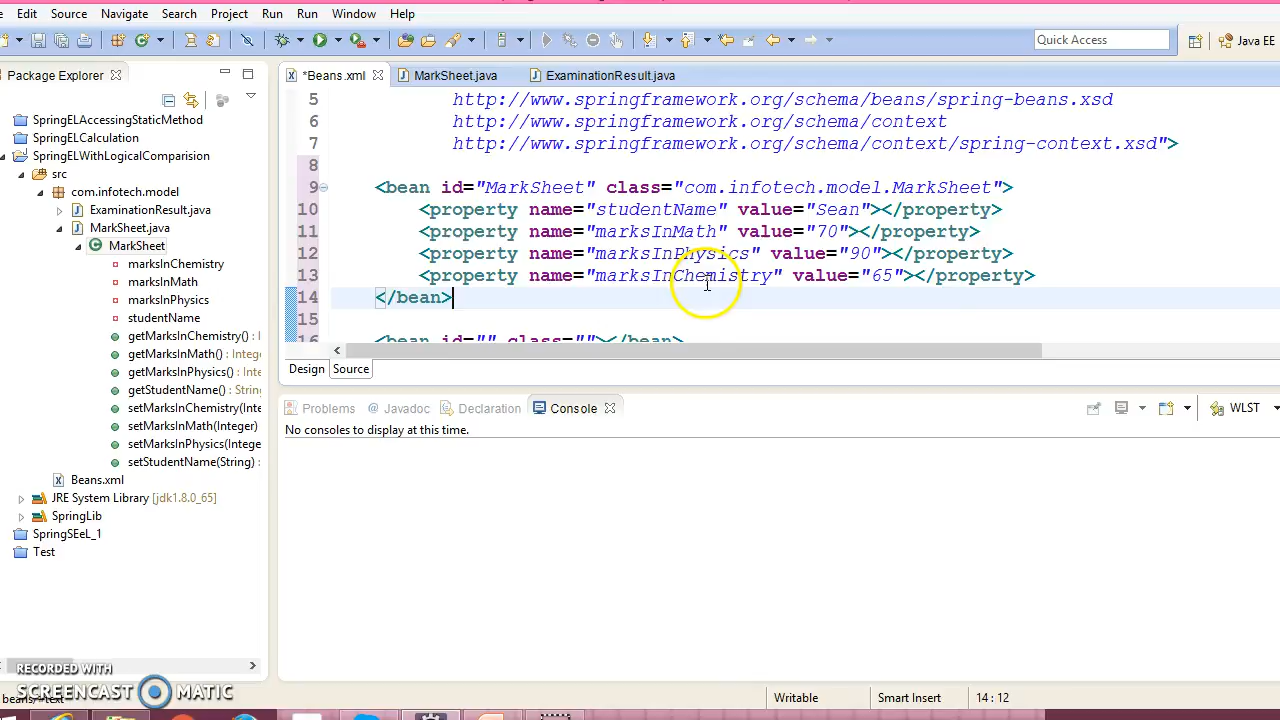 Edit Source Navigate Search Project Run Run Window Help
Quick Access
Java EE
Package Explorer
*Beans.xml MarkSheet.java ExaminationResult.java
SpringELAccessingStaticMethod
SpringELCalculation
SpringELWithLogicalComparision
src
com.infotech.model
ExaminationResult.java
MarkSheet.java
MarkSheet
marksInChemistry
marksInMath
marksInPhysics
studentName
getMarksInChemistry() :
getMarksInMath() : Integer
getMarksInPhysics() : Inte
getStudentName() : String
setMarksInChemistry(Inte
setMarksInMath(Integer)
setMarksInPhysics(Intege
setStudentName(String) :
Beans.xml
JRE System Library [jdk1.8.0_65]
SpringLib
SpringSEeL_1
Test
5 http://www.springframework.org/schema/beans/spring-beans.xsd
6 http://www.springframework.org/schema/context
7 http://www.springframework.org/schema/context/spring-context.xsd">
8
9 <bean id="MarkSheet" class="com.infotech.model.MarkSheet">
10 <property name="studentName" value="Sean"></property>
11 <property name="marksInMath" value="70"></property>
12 <property name="marksInPhysics" value="90"></property>
13 <property name="marksInChemistry" value="65"></property>
14 </bean>
15
16 <bean id="" class=""></bean>
Design Source
Problems @ Javadoc Declaration Console
WLST
No consoles to display at this time.
RECORDED WITH
SCREENCAST MATIC
Writable Smart Insert 14 : 12